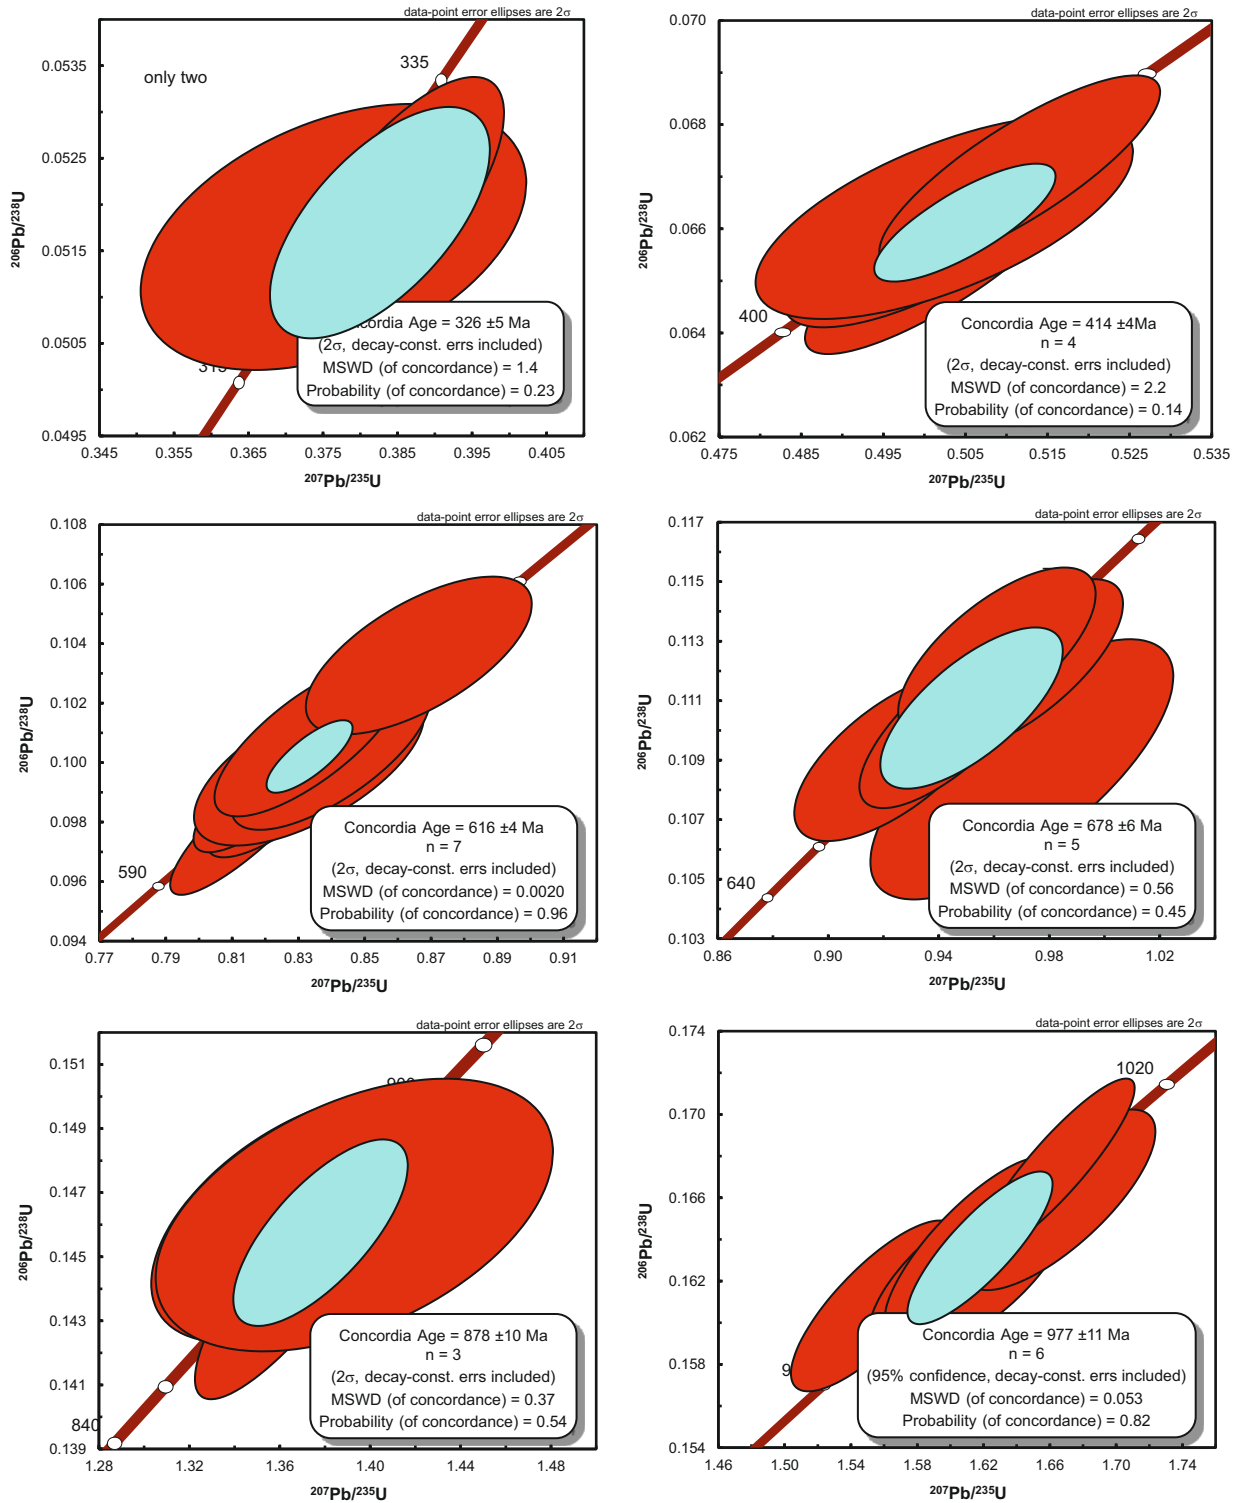 data-point error ellipses are 2σ
0.0535
0.0525
0.0515
0.0505
0.0495
206Pb/238U
only two
335
Concordia Age = 326 ±5 Ma
(2σ, decay-const. errs included)
MSWD (of concordance) = 1.4
Probability (of concordance) = 0.23
0.345 0.355 0.365 0.375 0.385 0.395 0.405
207Pb/235U
data-point error ellipses are 2σ
0.070
0.068
0.066
0.064
0.062
206Pb/238U
400
Concordia Age = 414 ±4Ma
n = 4
(2σ, decay-const. errs included)
MSWD (of concordance) = 2.2
Probability (of concordance) = 0.14
0.475 0.485 0.495 0.505 0.515 0.525 0.535
207Pb/235U
data-point error ellipses are 2σ
0.108
0.106
0.104
0.102
0.100
0.098
0.096
0.094
206Pb/238U
590
Concordia Age = 616 ±4 Ma
n = 7
(2σ, decay-const. errs included)
MSWD (of concordance) = 0.0020
Probability (of concordance) = 0.96
0.77 0.79 0.81 0.83 0.85 0.87 0.89 0.91
207Pb/235U
data-point error ellipses are 2σ
0.117
0.115
0.113
0.111
0.109
0.107
0.105
0.103
206Pb/238U
640
Concordia Age = 678 ±6 Ma
n = 5
(2σ, decay-const. errs included)
MSWD (of concordance) = 0.56
Probability (of concordance) = 0.45
0.86 0.90 0.94 0.98 1.02
207Pb/235U
data-point error ellipses are 2σ
0.151
0.149
0.147
0.145
0.143
0.141
0.139
206Pb/238U
840
Concordia Age = 878 ±10 Ma
n = 3
(2σ, decay-const. errs included)
MSWD (of concordance) = 0.37
Probability (of concordance) = 0.54
1.28 1.32 1.36 1.40 1.44 1.48
207Pb/235U
data-point error ellipses are 2σ
0.174
0.170
0.166
0.162
0.158
0.154
206Pb/238U
1020
Concordia Age = 977 ±11 Ma
n = 6
(95% confidence, decay-const. errs included)
MSWD (of concordance) = 0.053
Probability (of concordance) = 0.82
1.46 1.50 1.54 1.58 1.62 1.66 1.70 1.74
207Pb/235U